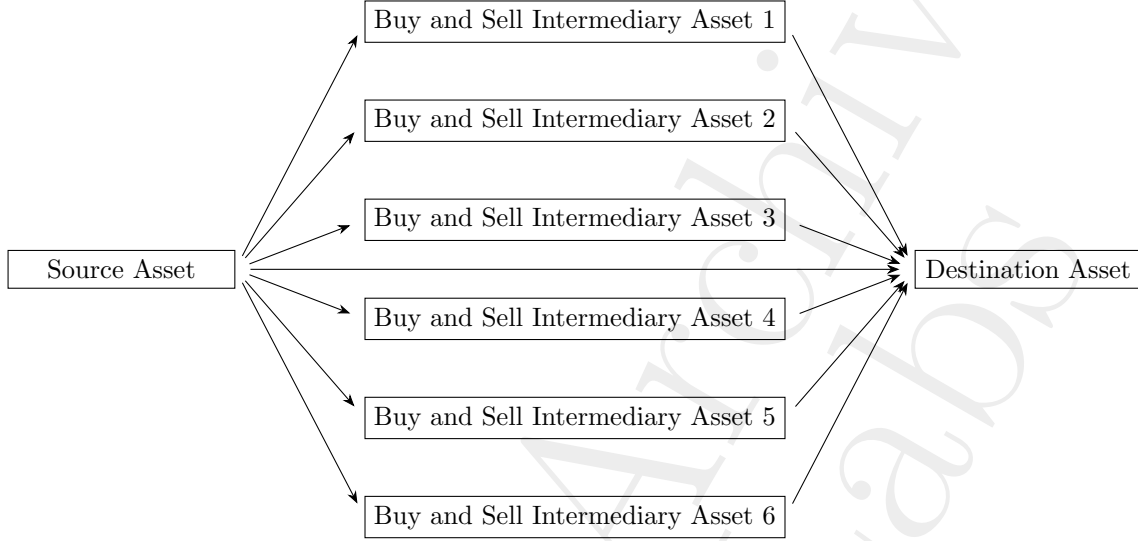 Buy and Sell Intermediary Asset 1
Buy and Sell Intermediary Asset 2
Buy and Sell Intermediary Asset 3
Source Asset
Destination Asset
Buy and Sell Intermediary Asset 4
Buy and Sell Intermediary Asset 5
Buy and Sell Intermediary Asset 6
Archiv
abs